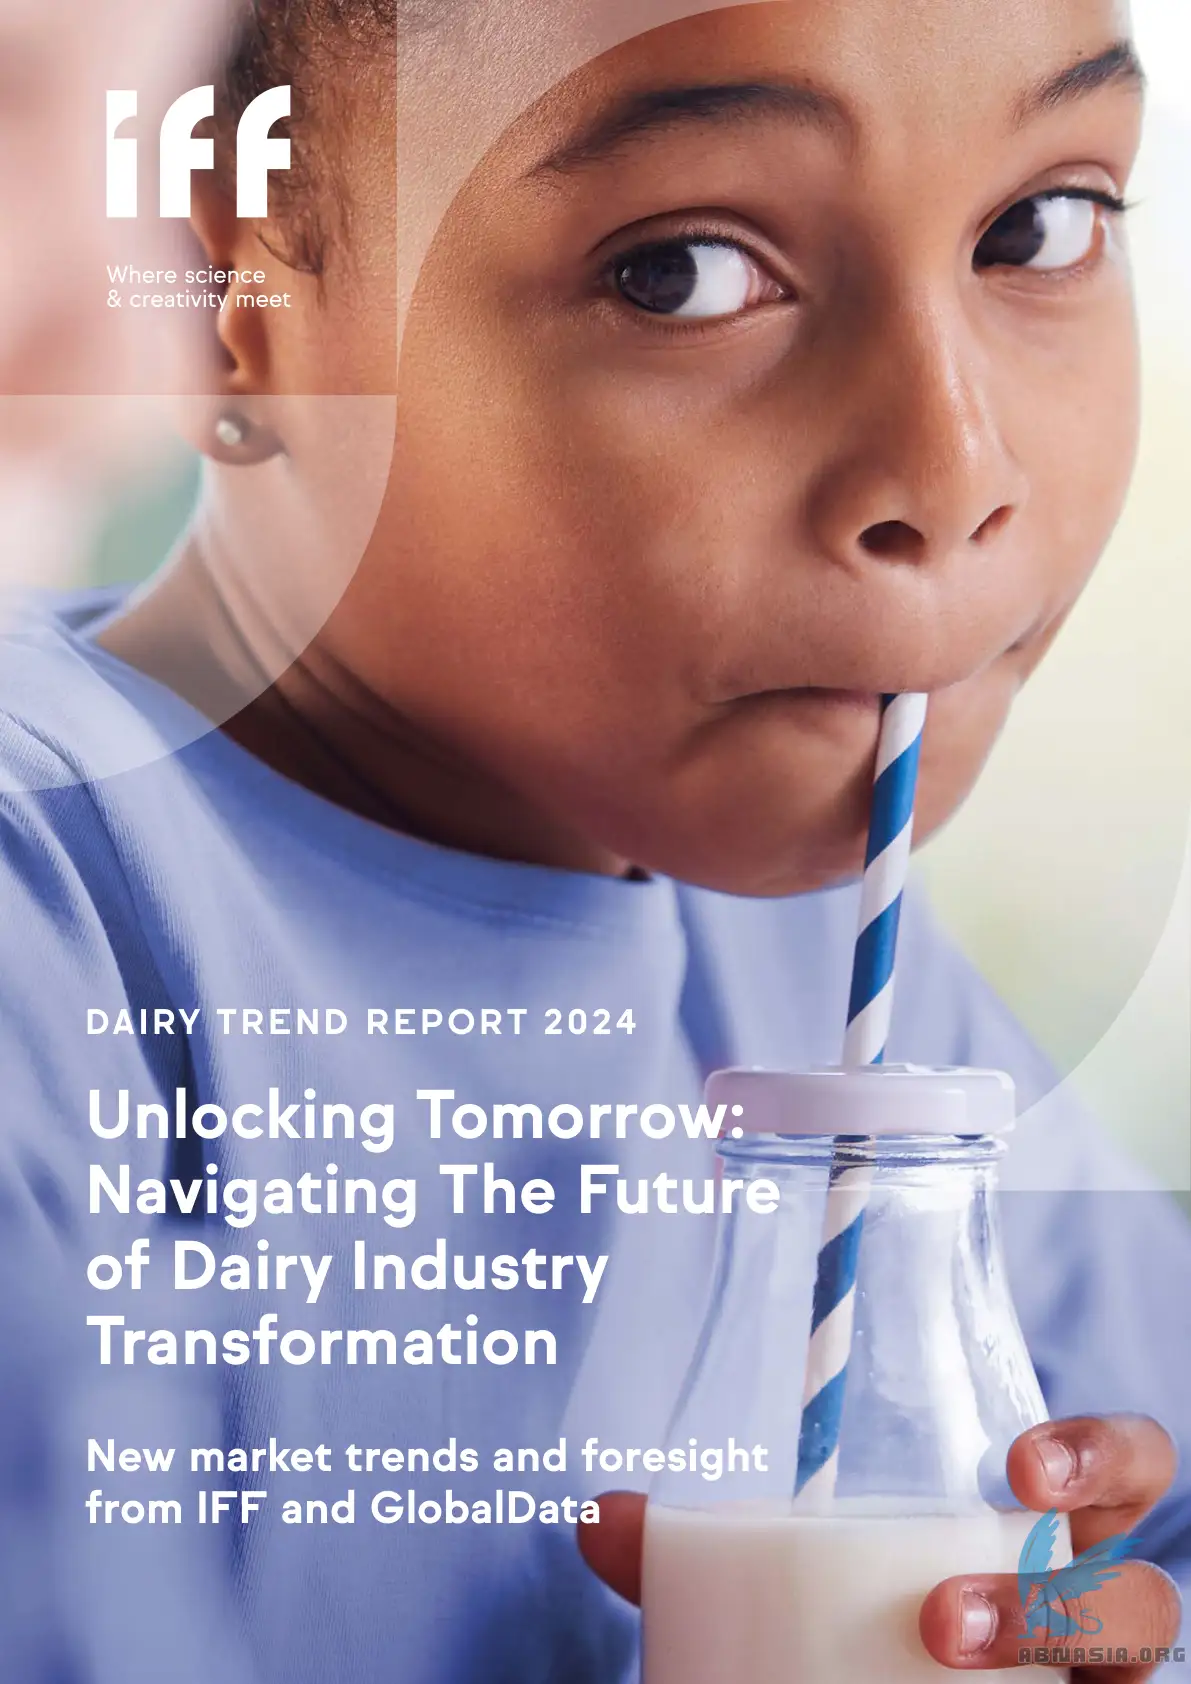 iff
Where science
& creativity meet
DAIRY TREND REPORT 2024
Unlocking Tomorrow:
Navigating The Future
of Dairy Industry
Transformation
New market trends and foresight
from IFF and GlobalData
ABNASIA.ORG